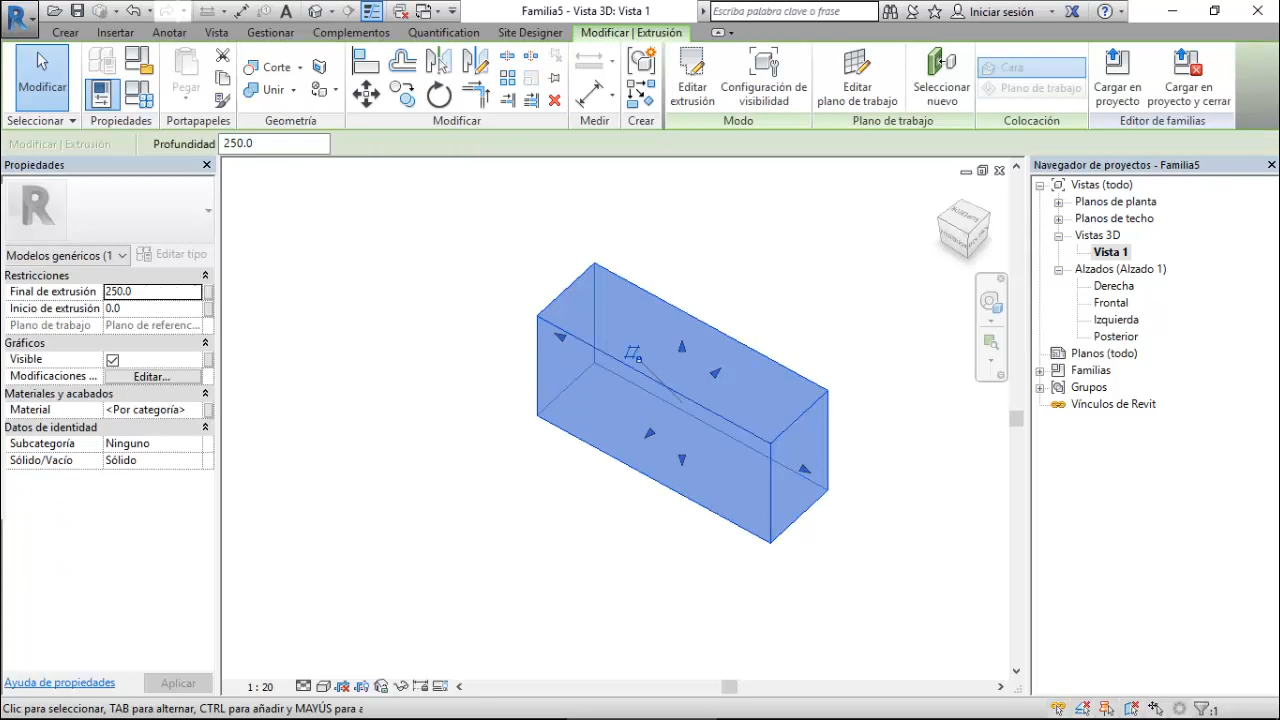 Familia5 - Vista 3D: Vista 1
Escriba palabra clave o frase
Iniciar sesión
Crear Insertar Anotar Vista Gestionar Complementos Quantification Site Designer Modificar | Extrusión
Modificar
Pegar
Corte
Unir
Editar extrusión
Configuración de visibilidad
Editar plano de trabajo
Seleccionar nuevo
Cara
Plano de trabajo
Cargar en proyecto
Cargar en proyecto y cerrar
Seleccionar Propiedades Portapapeles Geometría Modificar Medir Crear Modo Plano de trabajo Colocación Editor de familias
Modificar | Extrusión Profundidad 250.0
Propiedades
Modelos genéricos (1 Editar tipo
Restricciones
Final de extrusión 250.0
Inicio de extrusión 0.0
Plano de trabajo Plano de referenc...
Gráficos
Visible
Modificaciones ... Editar...
Materiales y acabados
Material <Por categoría>
Datos de identidad
Subcategoría Ninguno
Sólido/Vacío Sólido
Ayuda de propiedades Aplicar
Navegador de proyectos - Familia5
Vistas (todo)
Planos de planta
Planos de techo
Vistas 3D
Vista 1
Alzados (Alzado 1)
Derecha
Frontal
Izquierda
Posterior
Planos (todo)
Familias
Grupos
Vínculos de Revit
1 : 20
Clic para seleccionar, TAB para alternar, CTRL para añadir y MAYÚS para a
:1